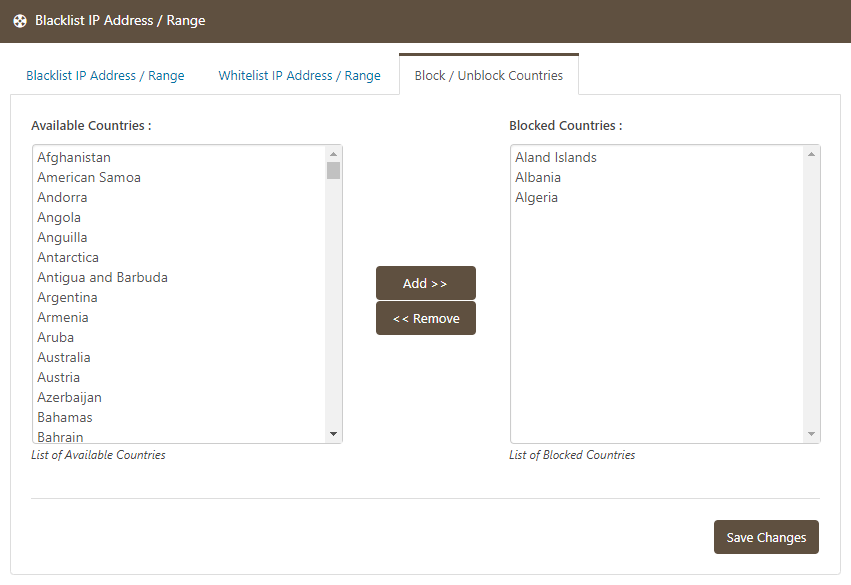 Blacklist IP Address / Range
Blacklist IP Address / Range
Whitelist IP Address / Range
Block / Unblock Countries
Available Countries :
Afghanistan
American Samoa
Andorra
Angola
Anguilla
Antarctica
Antigua and Barbuda
Argentina
Armenia
Aruba
Australia
Austria
Azerbaijan
Bahamas
Bahrain
List of Available Countries
Add >>
<< Remove
Blocked Countries :
Aland Islands
Albania
Algeria
List of Blocked Countries
Save Changes